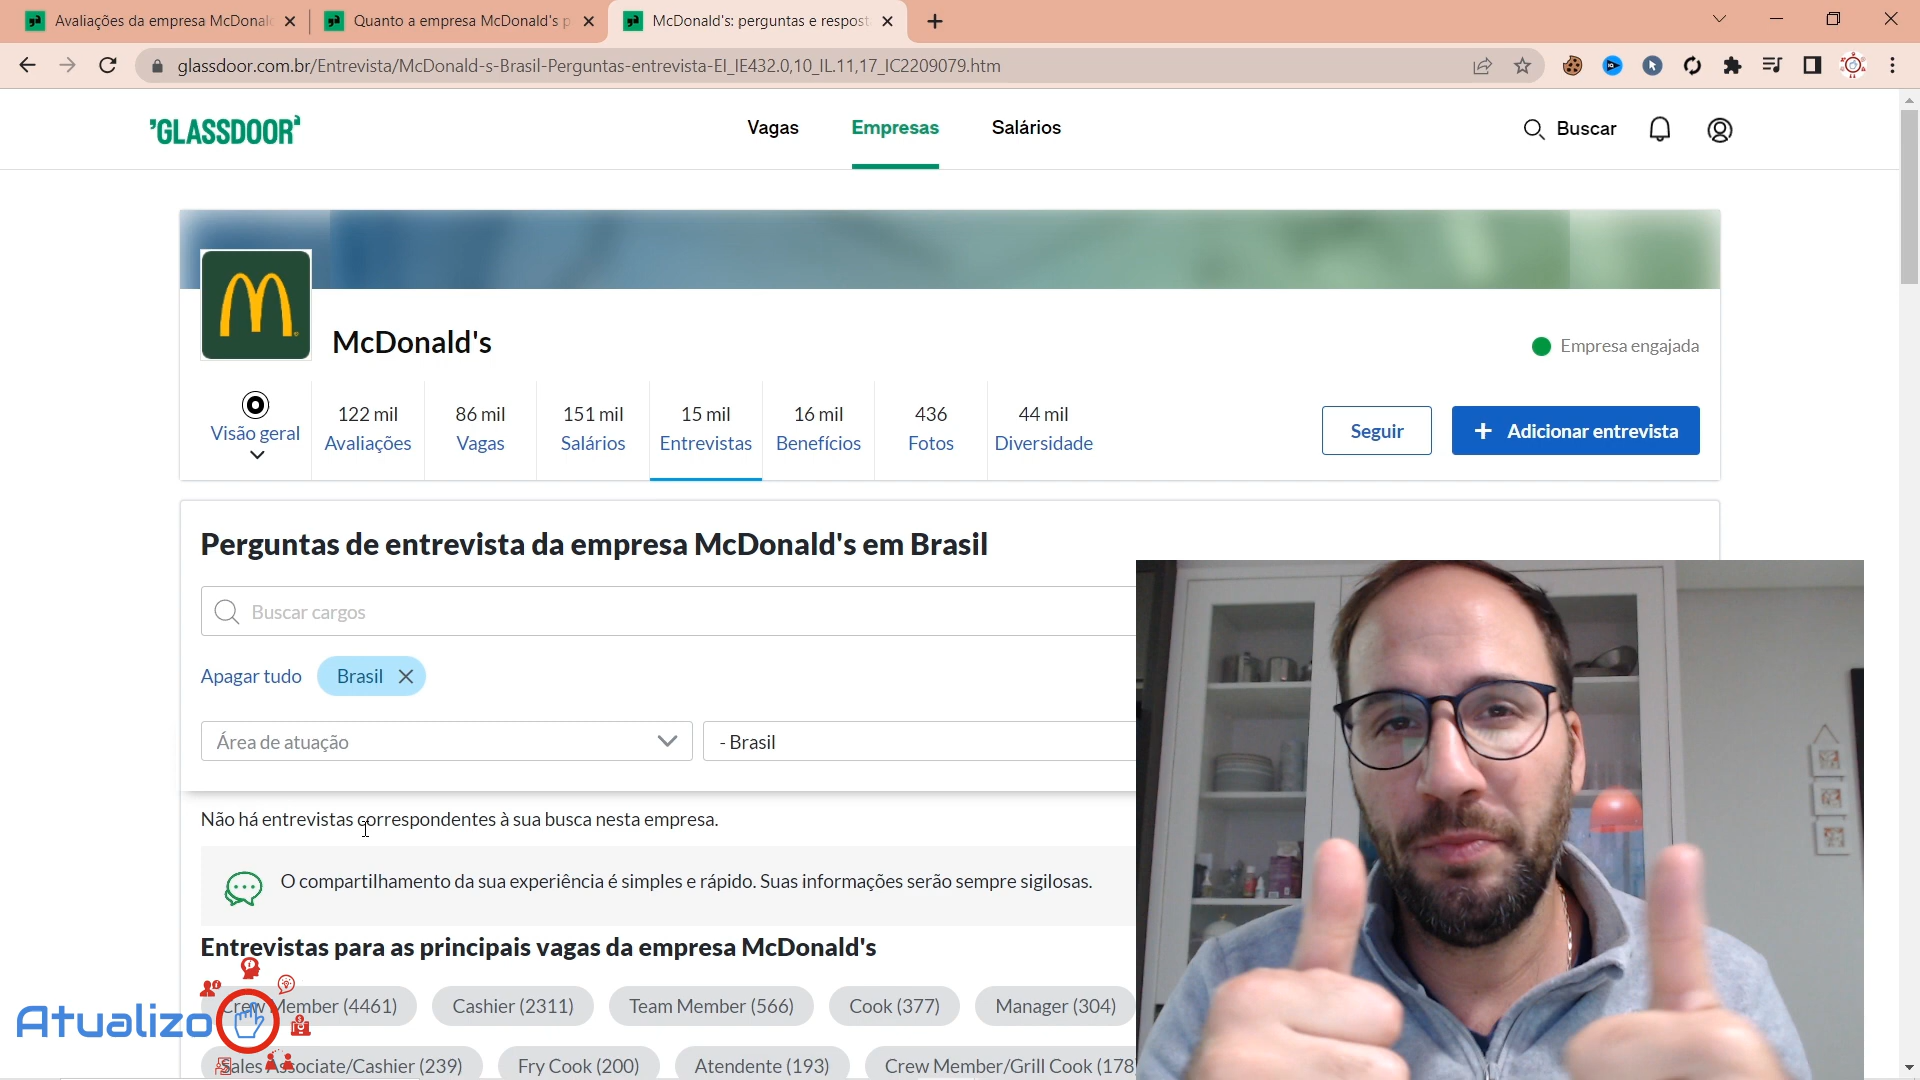 Avaliações da empresa McDonal
Quanto a empresa McDonald's p
McDonald's: perguntas e respost
glassdoor.com.br/Entrevista/McDonald-s-Brasil-Perguntas-entrevista-EI_IE432.0,10_IL.11,17_IC2209079.htm
GLASSDOOR
Vagas
Empresas
Salários
Buscar
McDonald's
Empresa engajada
Visão geral
122 mil
Avaliações
86 mil
Vagas
151 mil
Salários
15 mil
Entrevistas
16 mil
Benefícios
436
Fotos
44 mil
Diversidade
Seguir
+ Adicionar entrevista
Perguntas de entrevista da empresa McDonald's em Brasil
Buscar cargos
Apagar tudo
Brasil
Área de atuação
- Brasil
Não há entrevistas correspondentes à sua busca nesta empresa.
O compartilhamento da sua experiência é simples e rápido. Suas informações serão sempre sigilosas.
Entrevistas para as principais vagas da empresa McDonald's
Crew Member (4461)
Cashier (2311)
Team Member (566)
Cook (377)
Manager (304)
Sales Associate/Cashier (239)
Fry Cook (200)
Atendente (193)
Crew Member/Grill Cook (178
Atualizo